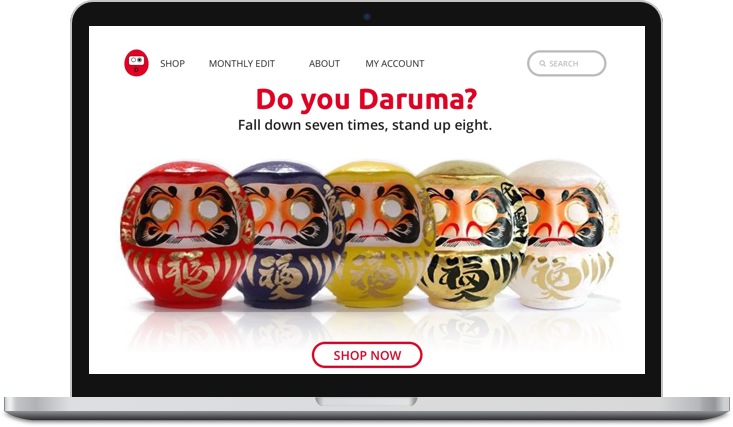 SHOP MONTHLY EDIT ABOUT MY ACCOUNT SEARCH
Do you Daruma?
Fall down seven times, stand up eight.
福 福 福 福 福
SHOP NOW